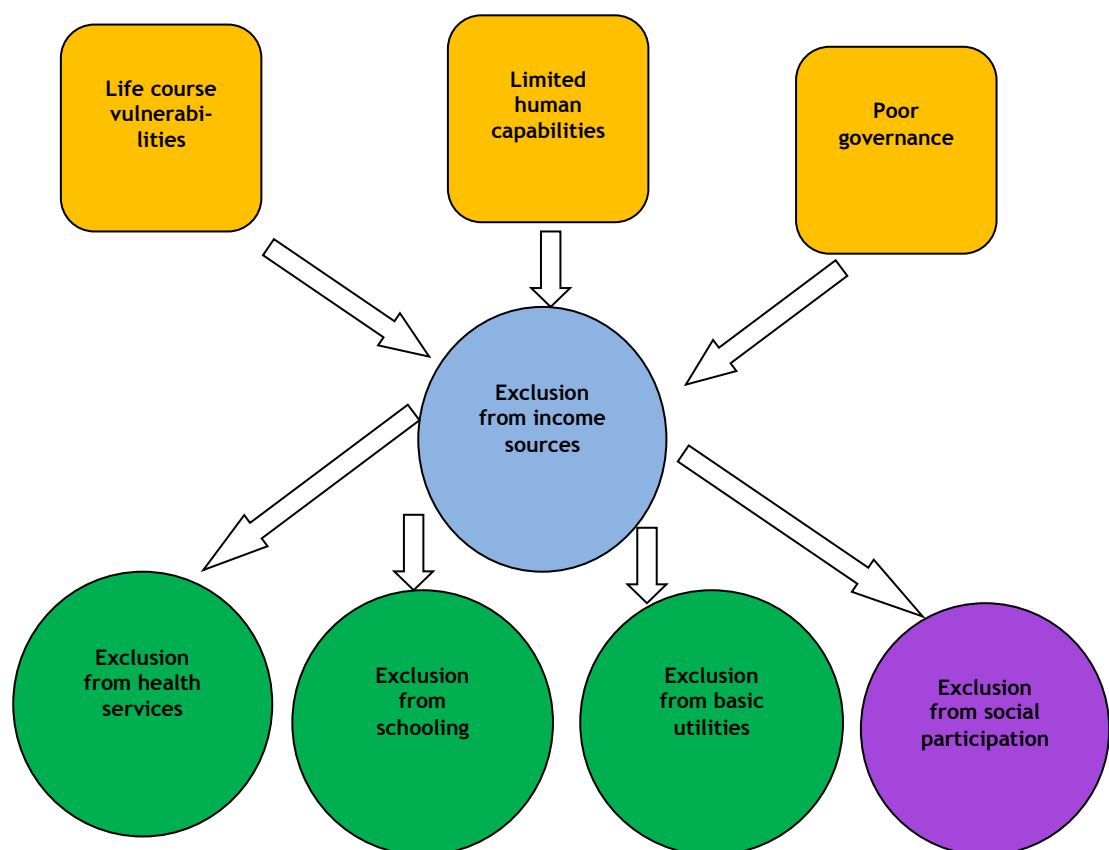 Life course
vulnerabi-
lities
Limited
human
capabilities
Poor
governance
Exclusion
from income
sources
Exclusion
from health
services
Exclusion
from
schooling
Exclusion
from basic
utilities
Exclusion
from social
participation